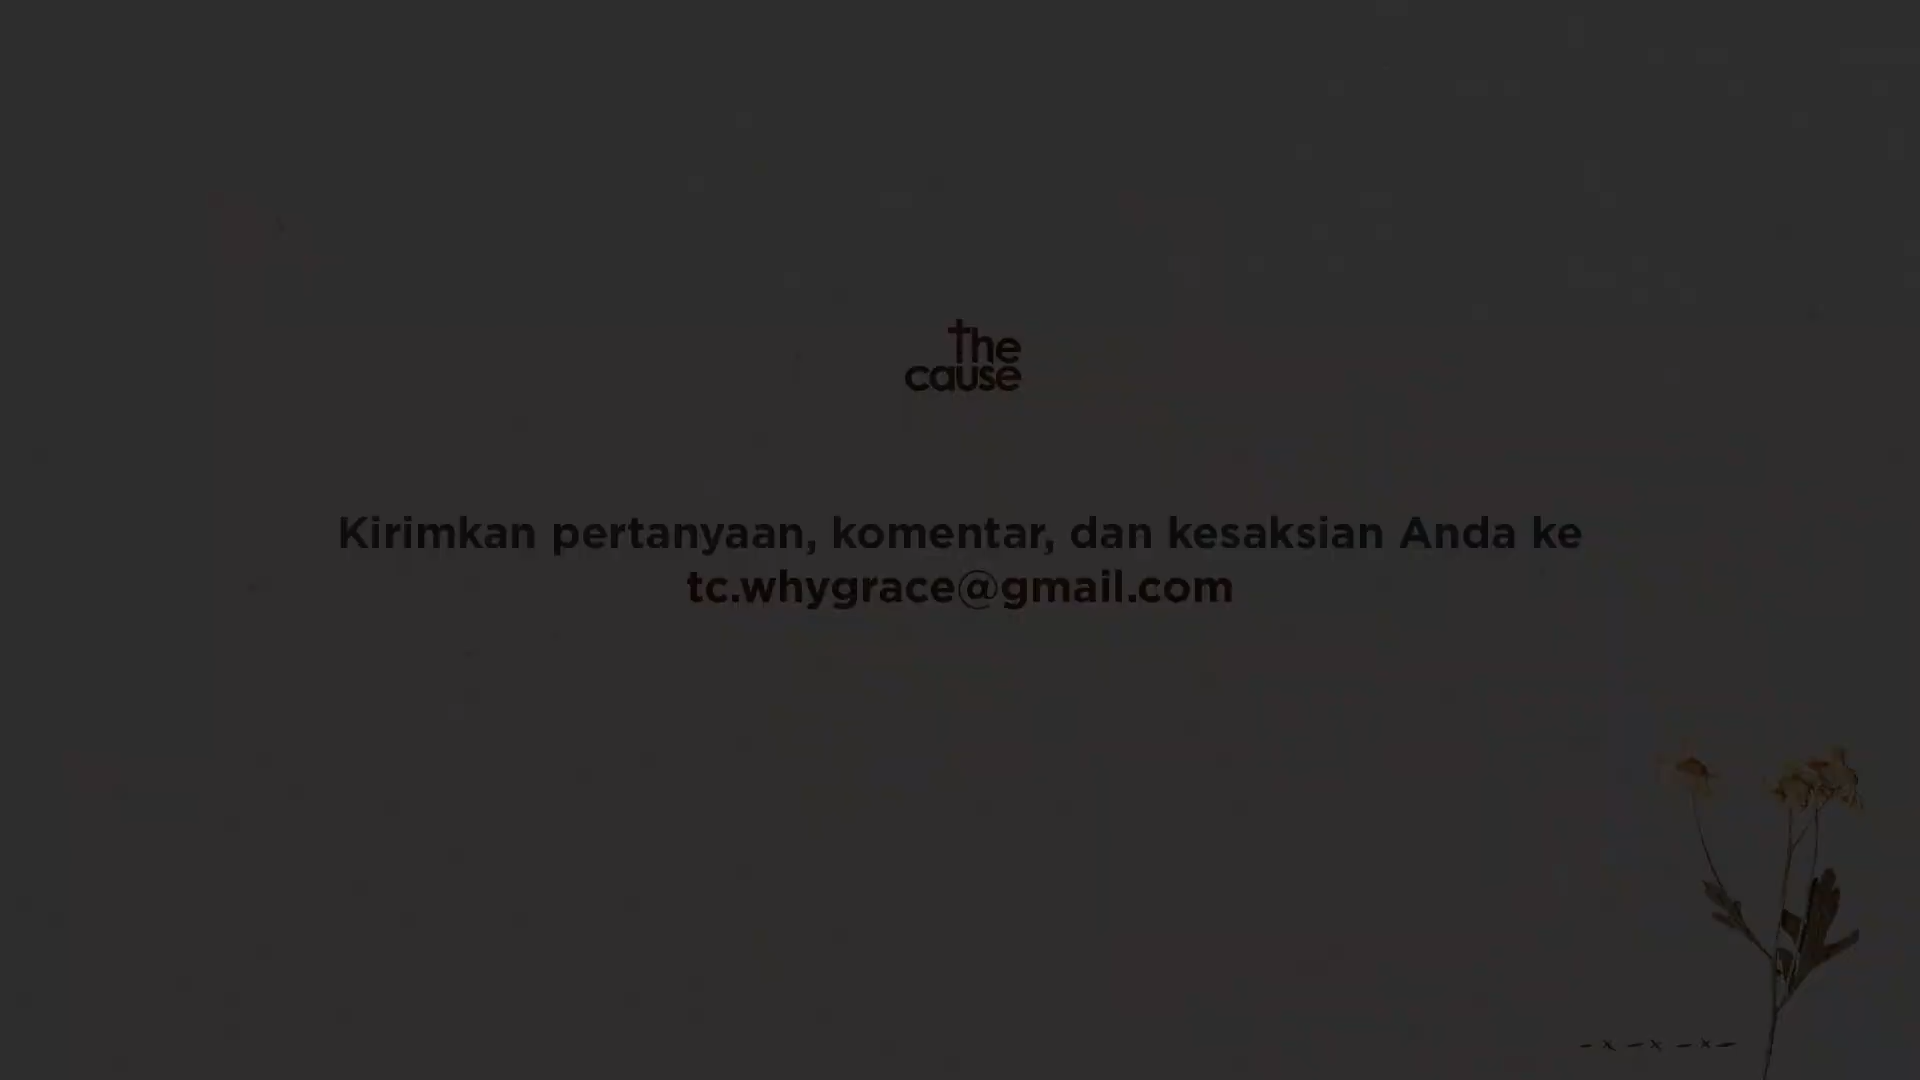 the
cause
Kirimkan pertanyaan, komentar, dan kesaksian Anda ke
tc.whygrace@gmail.com